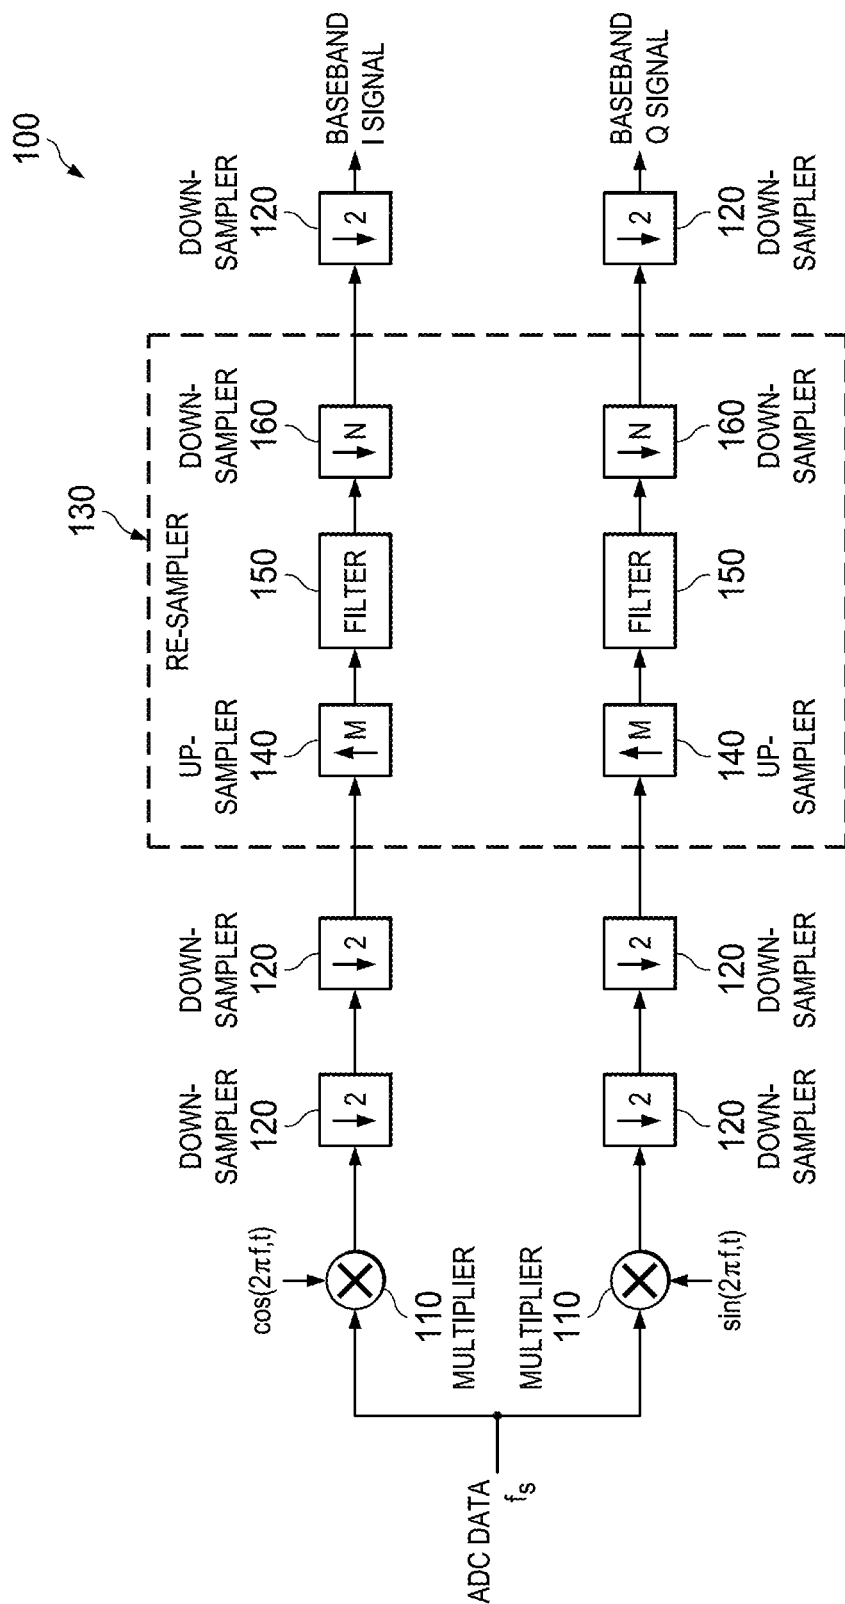 100
ADC DATA
fs
cos(2πf,t)
110
MULTIPLIER
DOWN-
SAMPLER
120
2
DOWN-
SAMPLER
120
2
130
RE-SAMPLER
UP-
SAMPLER
140
M
150
FILTER
DOWN-
SAMPLER
160
N
DOWN-
SAMPLER
120
2
BASEBAND
I SIGNAL
MULTIPLIER
110
sin(2πf,t)
2
120
DOWN-
SAMPLER
2
120
DOWN-
SAMPLER
M
140
UP-
SAMPLER
FILTER
150
N
160
DOWN-
SAMPLER
2
120
DOWN-
SAMPLER
BASEBAND
Q SIGNAL